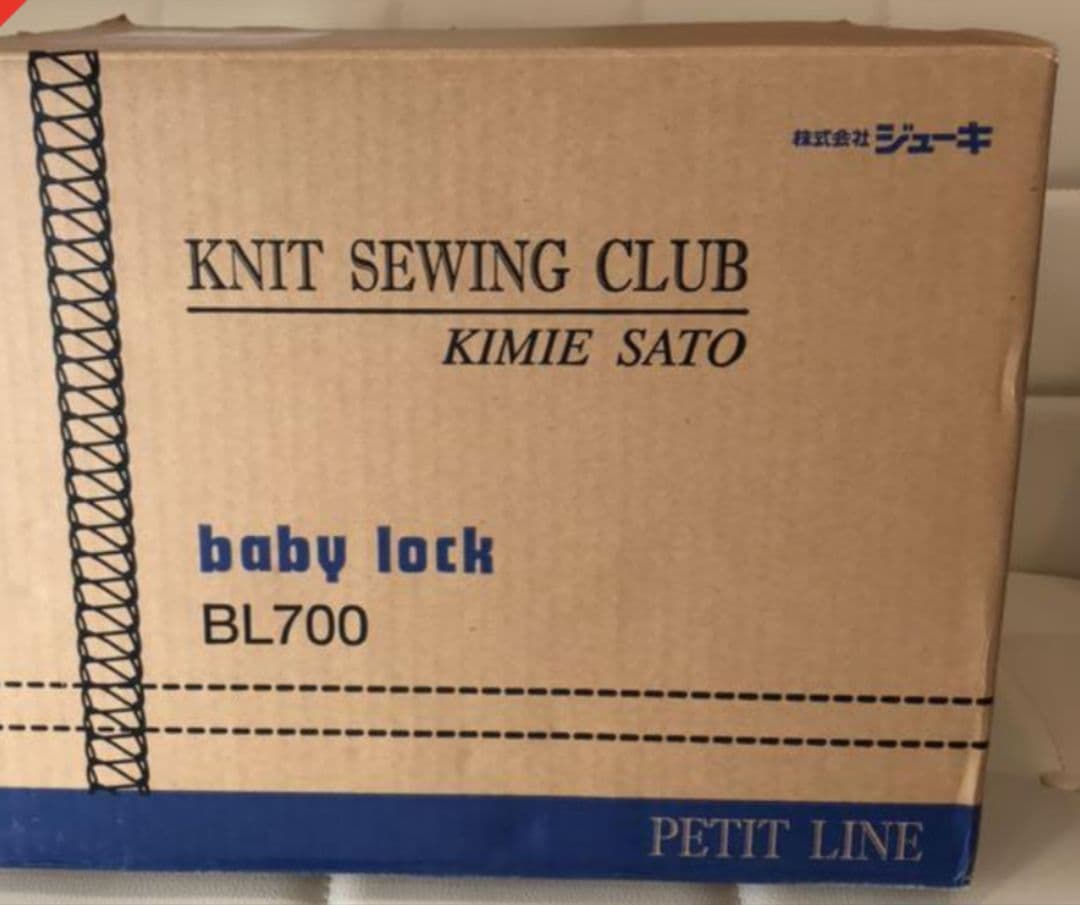 株式会社ジューキ
KNIT SEWING CLUB
KIMIE SATO
baby lock
BL700
PETIT LINE